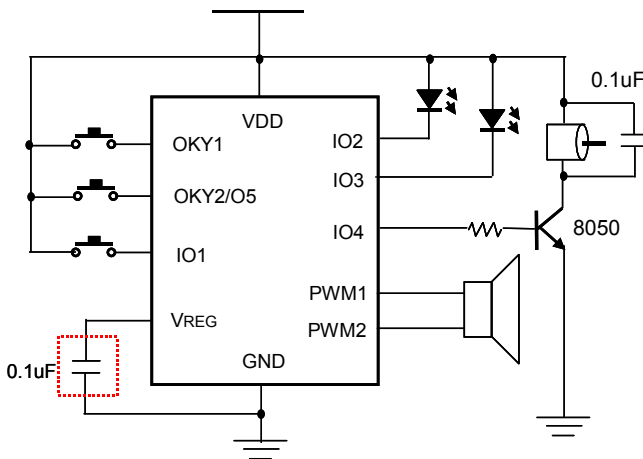 0.1uF
VDD
OKY1
IO2
OKY2/O5
IO3
IO4
8050
IO1
PWM1
VREG
PWM2
GND
0.1uF